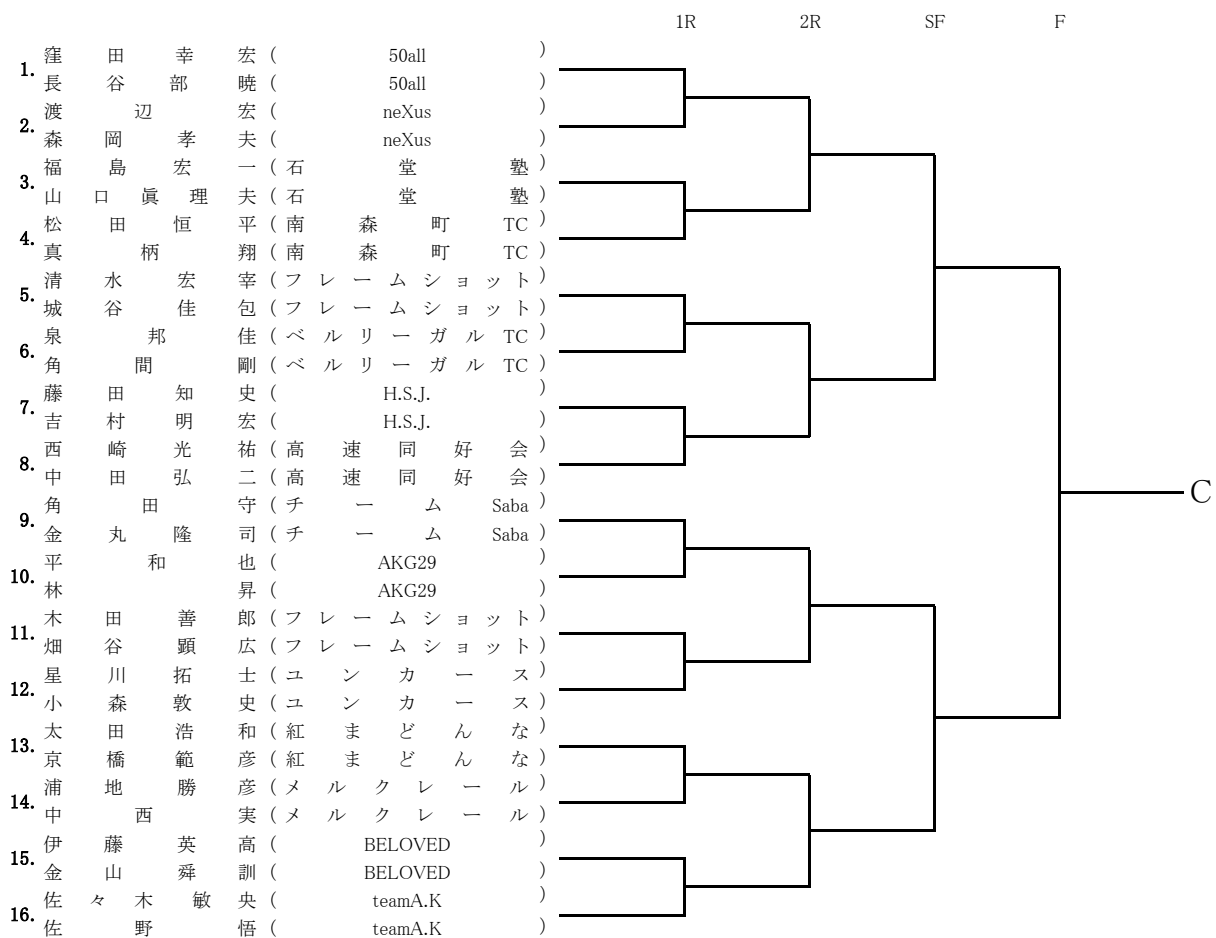 1R 2R SF F
窪田幸宏 ( 50all )
1.
長谷部暁 ( 50all )
渡辺宏 ( neXus )
2.
森岡孝夫 ( neXus )
福島宏一 ( 石堂塾 )
3.
山口眞理夫 ( 石堂塾 )
松田恒平 ( 南森町TC )
4.
真柄翔 ( 南森町TC )
清水宏宰 ( フレームショット )
5.
城谷佳包 ( フレームショット )
泉邦佳 ( ベルリーガルTC )
6.
角間剛 ( ベルリーガルTC )
藤田知史 ( H.S.J. )
7.
吉村明宏 ( H.S.J. )
西崎光祐 ( 高速同好会 )
8.
中田弘二 ( 高速同好会 )
角田守 ( チームSaba )
9.
金丸隆司 ( チームSaba )
平和也 ( AKG29 )
10.
林昇 ( AKG29 )
木田善郎 ( フレームショット )
11.
畑谷顕広 ( フレームショット )
星川拓士 ( ユンカース )
12.
小森敦史 ( ユンカース )
太田浩和 ( 紅まどんな )
13.
京橋範彦 ( 紅まどんな )
浦地勝彦 ( メルクレール )
14.
中西実 ( メルクレール )
伊藤英高 ( BELOVED )
15.
金山舜訓 ( BELOVED )
佐々木敏央 ( teamA.K )
16.
佐野悟 ( teamA.K )
C